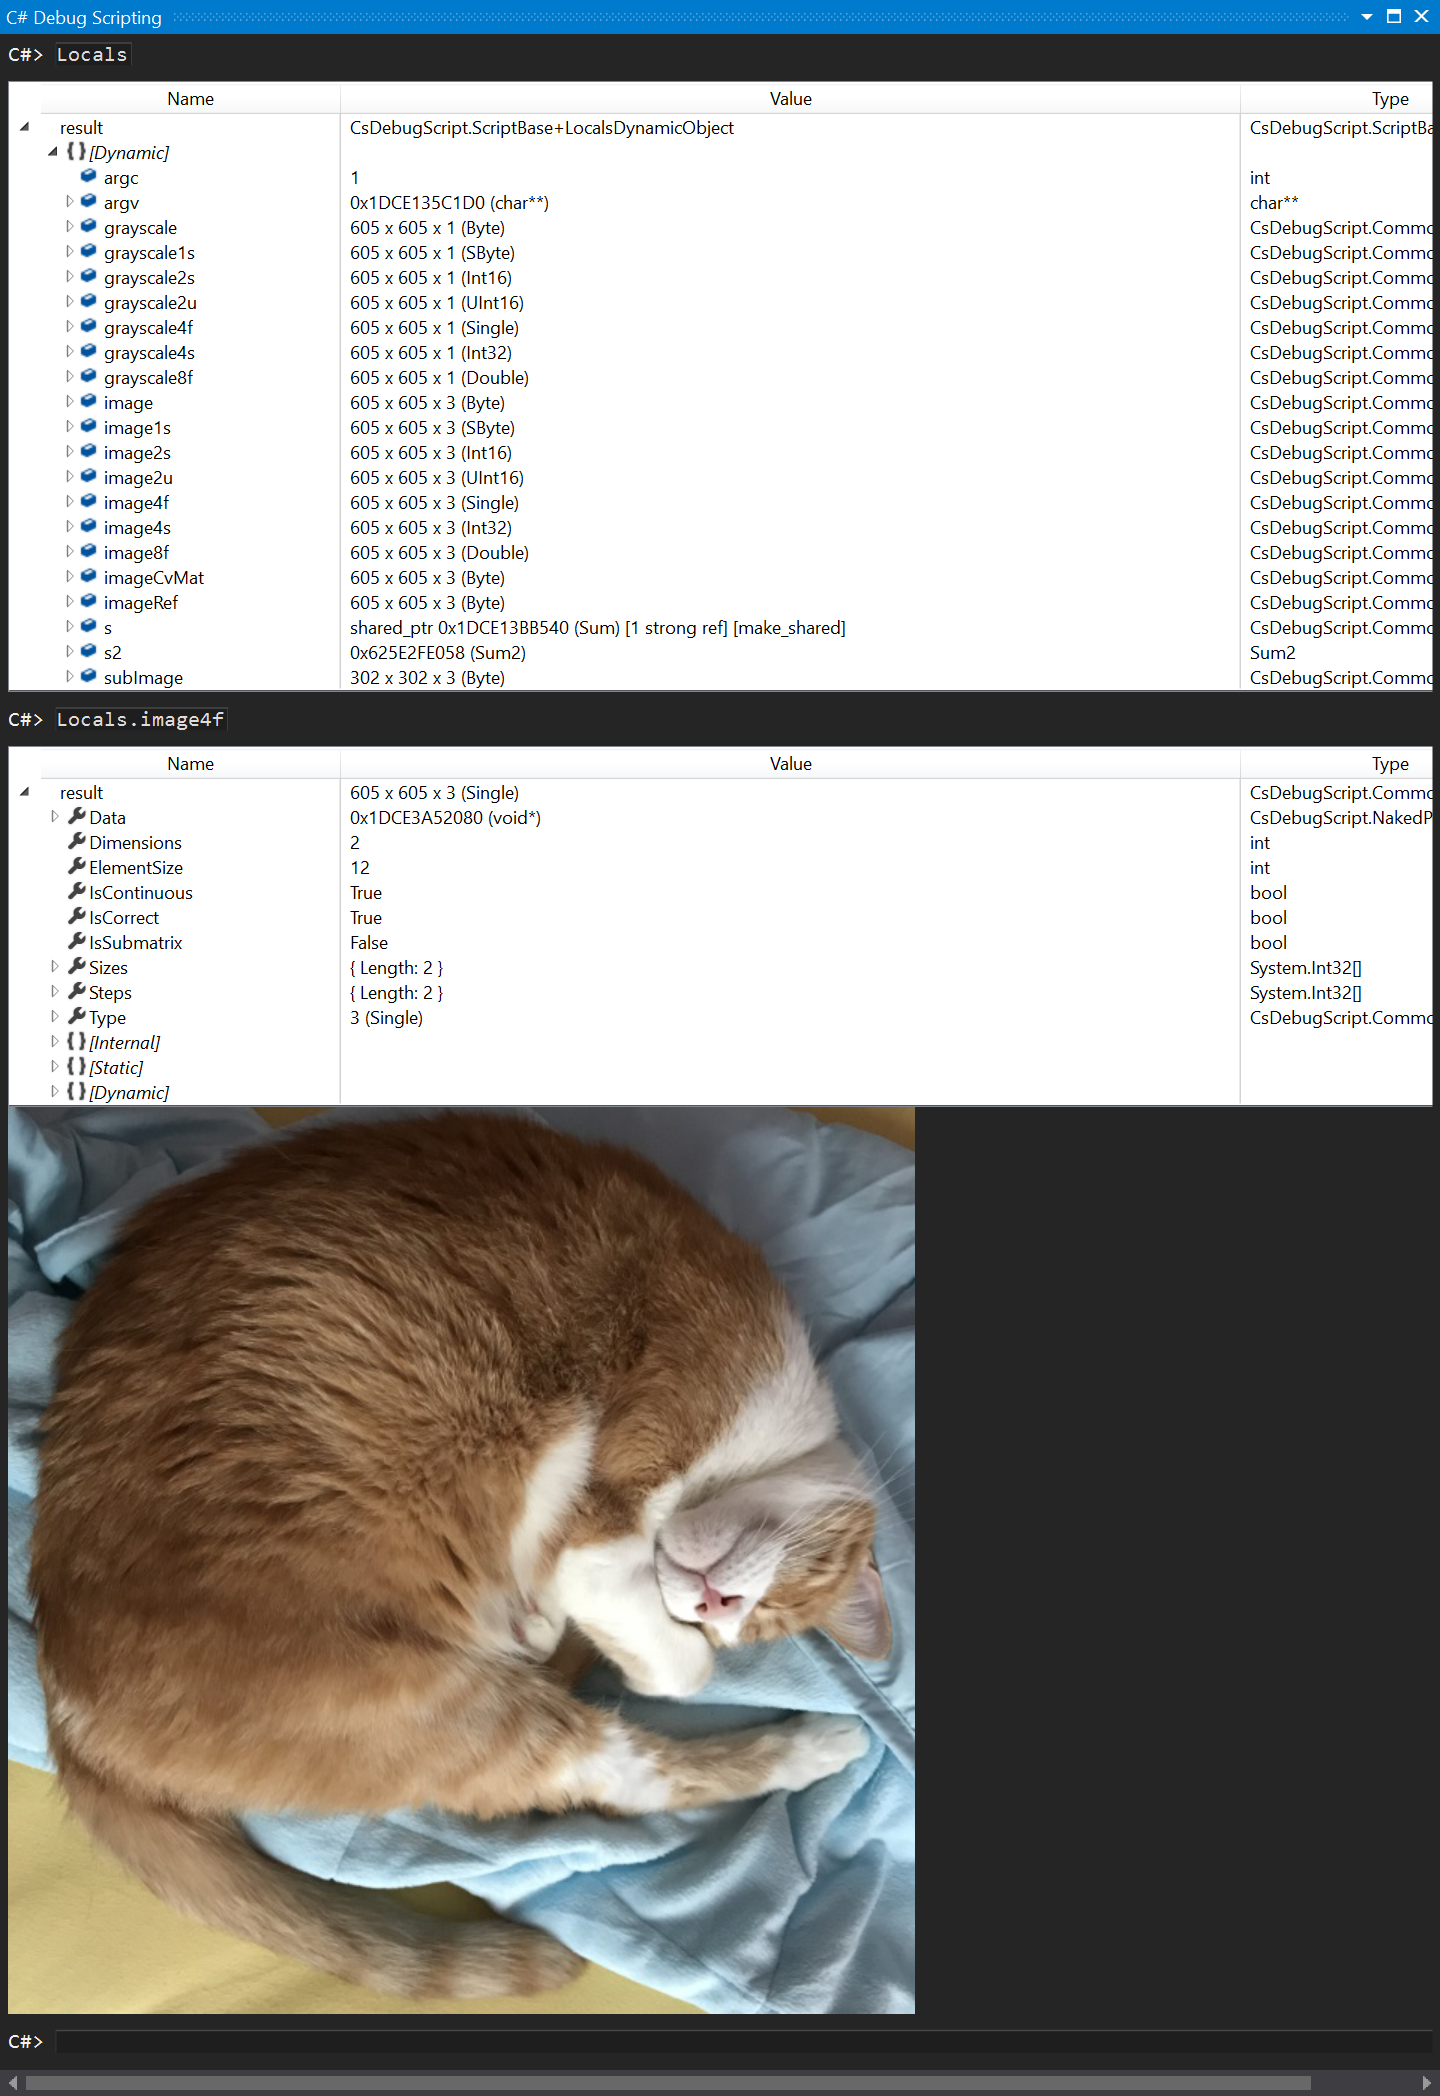 C# Debug Scripting
C#> Locals
Name Value Type
result CsDebugScript.ScriptBase+LocalsDynamicObject CsDebugScript.ScriptBa
[Dynamic]
argc 1 int
argv 0x1DCE135C1D0 (char**) char**
grayscale 605 x 605 x 1 (Byte) CsDebugScript.Commo
grayscale1s 605 x 605 x 1 (SByte) CsDebugScript.Commo
grayscale2s 605 x 605 x 1 (Int16) CsDebugScript.Commo
grayscale2u 605 x 605 x 1 (UInt16) CsDebugScript.Commo
grayscale4f 605 x 605 x 1 (Single) CsDebugScript.Commo
grayscale4s 605 x 605 x 1 (Int32) CsDebugScript.Commo
grayscale8f 605 x 605 x 1 (Double) CsDebugScript.Commo
image 605 x 605 x 3 (Byte) CsDebugScript.Commo
image1s 605 x 605 x 3 (SByte) CsDebugScript.Commo
image2s 605 x 605 x 3 (Int16) CsDebugScript.Commo
image2u 605 x 605 x 3 (UInt16) CsDebugScript.Commo
image4f 605 x 605 x 3 (Single) CsDebugScript.Commo
image4s 605 x 605 x 3 (Int32) CsDebugScript.Commo
image8f 605 x 605 x 3 (Double) CsDebugScript.Commo
imageCvMat 605 x 605 x 3 (Byte) CsDebugScript.Commo
imageRef 605 x 605 x 3 (Byte) CsDebugScript.Commo
s shared_ptr 0x1DCE13BB540 (Sum) [1 strong ref] [make_shared] CsDebugScript.Commo
s2 0x625E2FE058 (Sum2) Sum2
subImage 302 x 302 x 3 (Byte) CsDebugScript.Commo
C#> Locals.image4f
Name Value Type
result 605 x 605 x 3 (Single) CsDebugScript.Commo
Data 0x1DCE3A52080 (void*) CsDebugScript.NakedP
Dimensions 2 int
ElementSize 12 int
IsContinuous True bool
IsCorrect True bool
IsSubmatrix False bool
Sizes { Length: 2 } System.Int32[]
Steps { Length: 2 } System.Int32[]
Type 3 (Single) CsDebugScript.Commo
[Internal]
[Static]
[Dynamic]
C#>